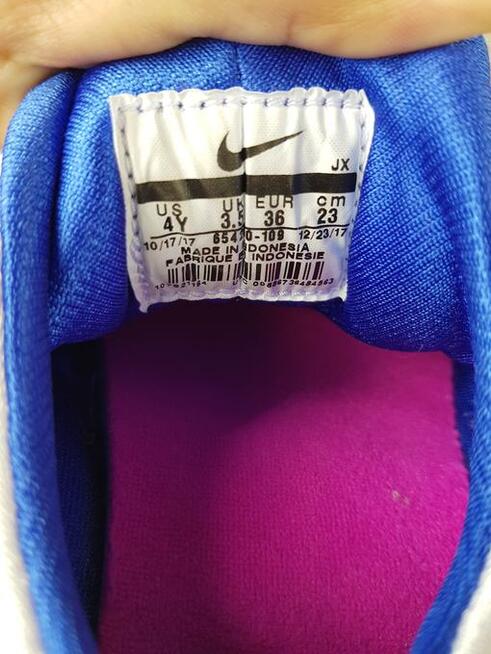 JX
US UK EUR cm
4Y 3.5 36 23
10/17/17 12/23/17
MADE IN INDONESIA
FABRIQUE EN INDONESIE